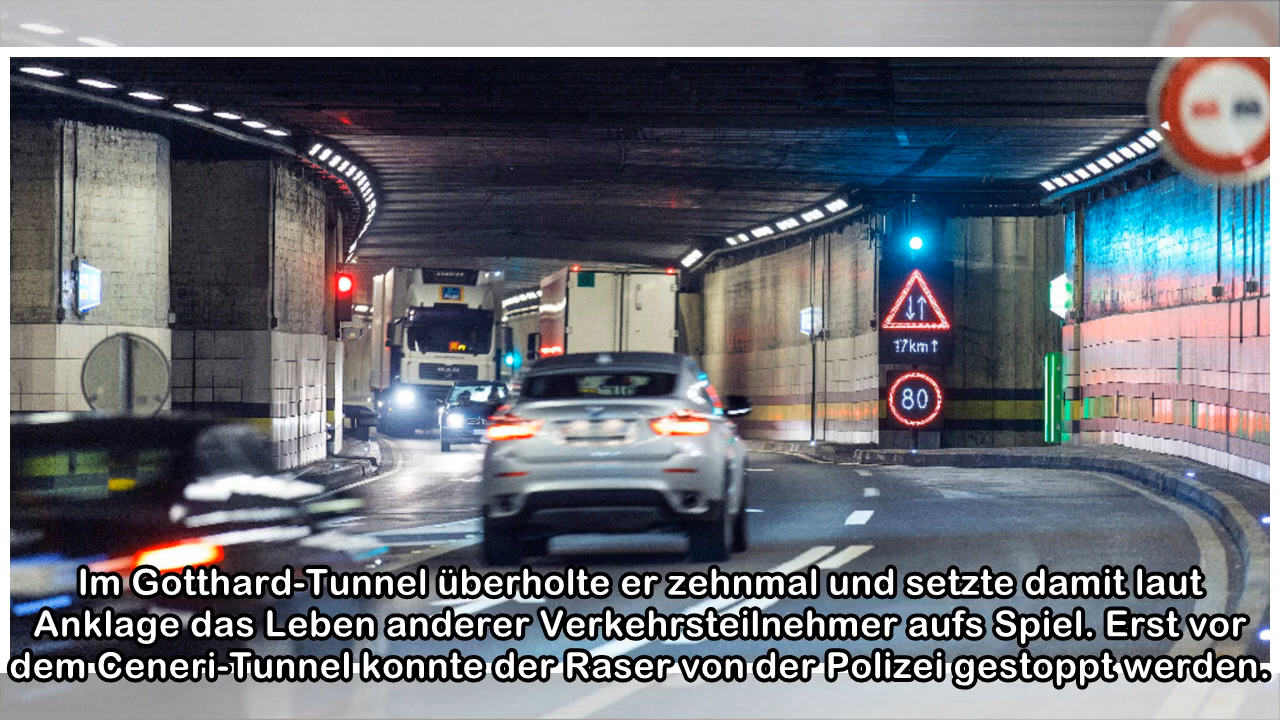 17km↑
80
Im Gotthard-Tunnel überholte er zehnmal und setzte damit laut
Anklage das Leben anderer Verkehrsteilnehmer aufs Spiel. Erst vor
dem Ceneri-Tunnel konnte der Raser von der Polizei gestoppt werden.